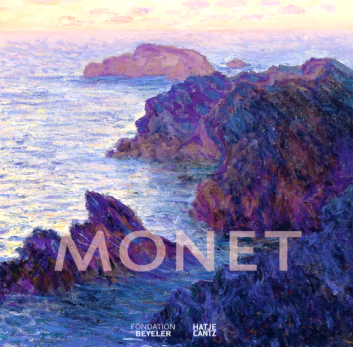 MONET
FONDATION
BEYELER
HATJE
CANTZ